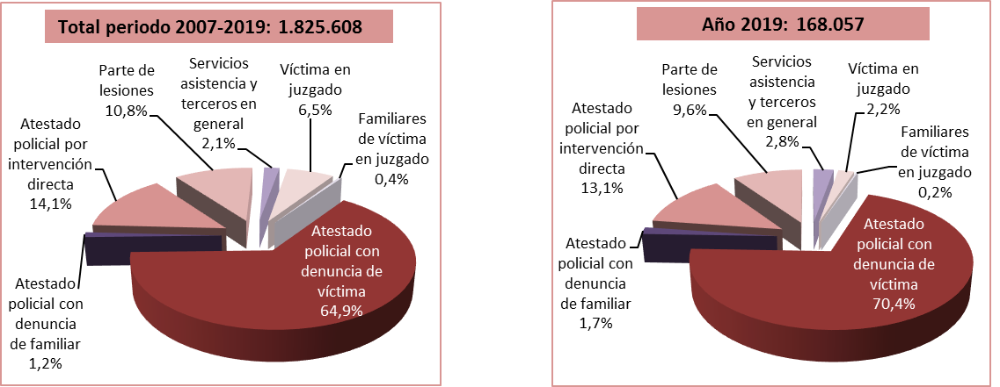 Total periodo 2007-2019: 1.825.608
Parte de
lesiones
10,8%
Servicios
asistencia y
terceros en
general
2,1%
Víctima en
juzgado
6,5%
Familiares
de víctima
en juzgado
0,4%
Atestado
policial por
intervención
directa
14,1%
Atestado
policial con
denuncia de
víctima
64,9%
Atestado
policial con
denuncia
de familiar
1,2%
Año 2019: 168.057
Parte de
lesiones
9,6%
Servicios
asistencia
y terceros
en general
2,8%
Víctima en
juzgado
2,2%
Familiares
de víctima
en juzgado
0,2%
Atestado
policial por
intervención
directa
13,1%
Atestado
policial con
denuncia de
víctima
70,4%
Atestado
policial con
denuncia
de familiar
1,7%